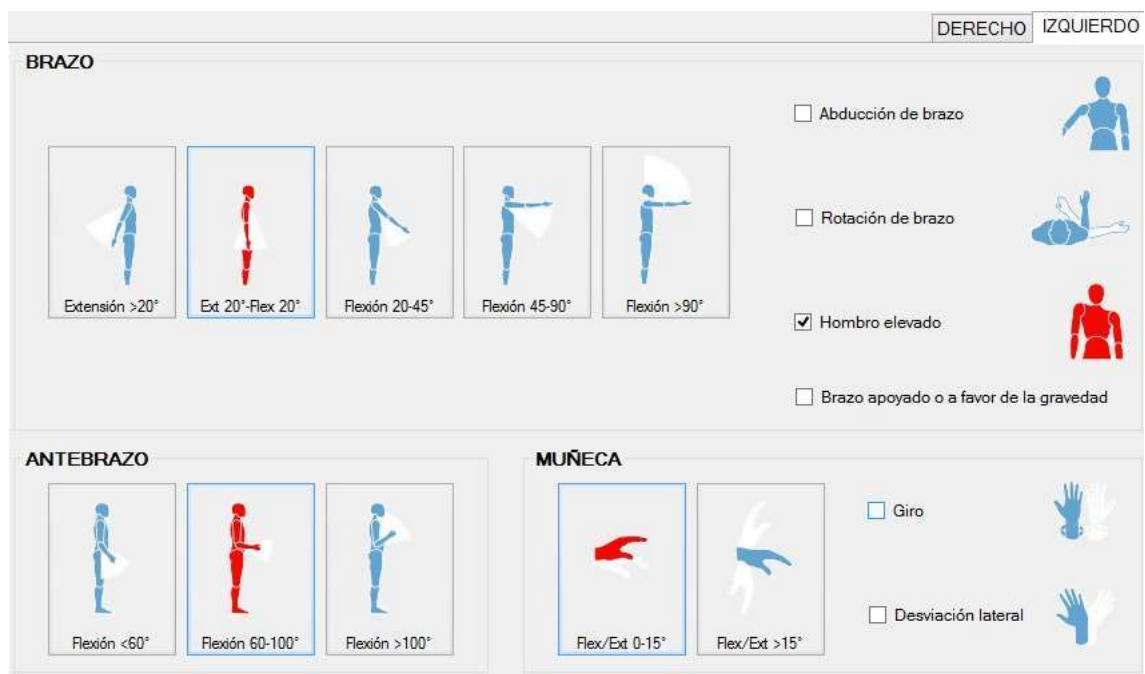 DERECHO IZQUIERDO
BRAZO
Abducción de brazo
Rotación de brazo
Extensión >20° Ext 20°-Flex 20° Flexión 20-45° Flexión 45-90° Flexión >90°
Hombro elevado
Brazo apoyado o a favor de la gravedad
ANTEBRAZO
Flexión <60° Flexión 60-100° Flexión >100°
MUÑECA
Giro
Desviación lateral
Flex/Ext 0-15° Flex/Ext >15°